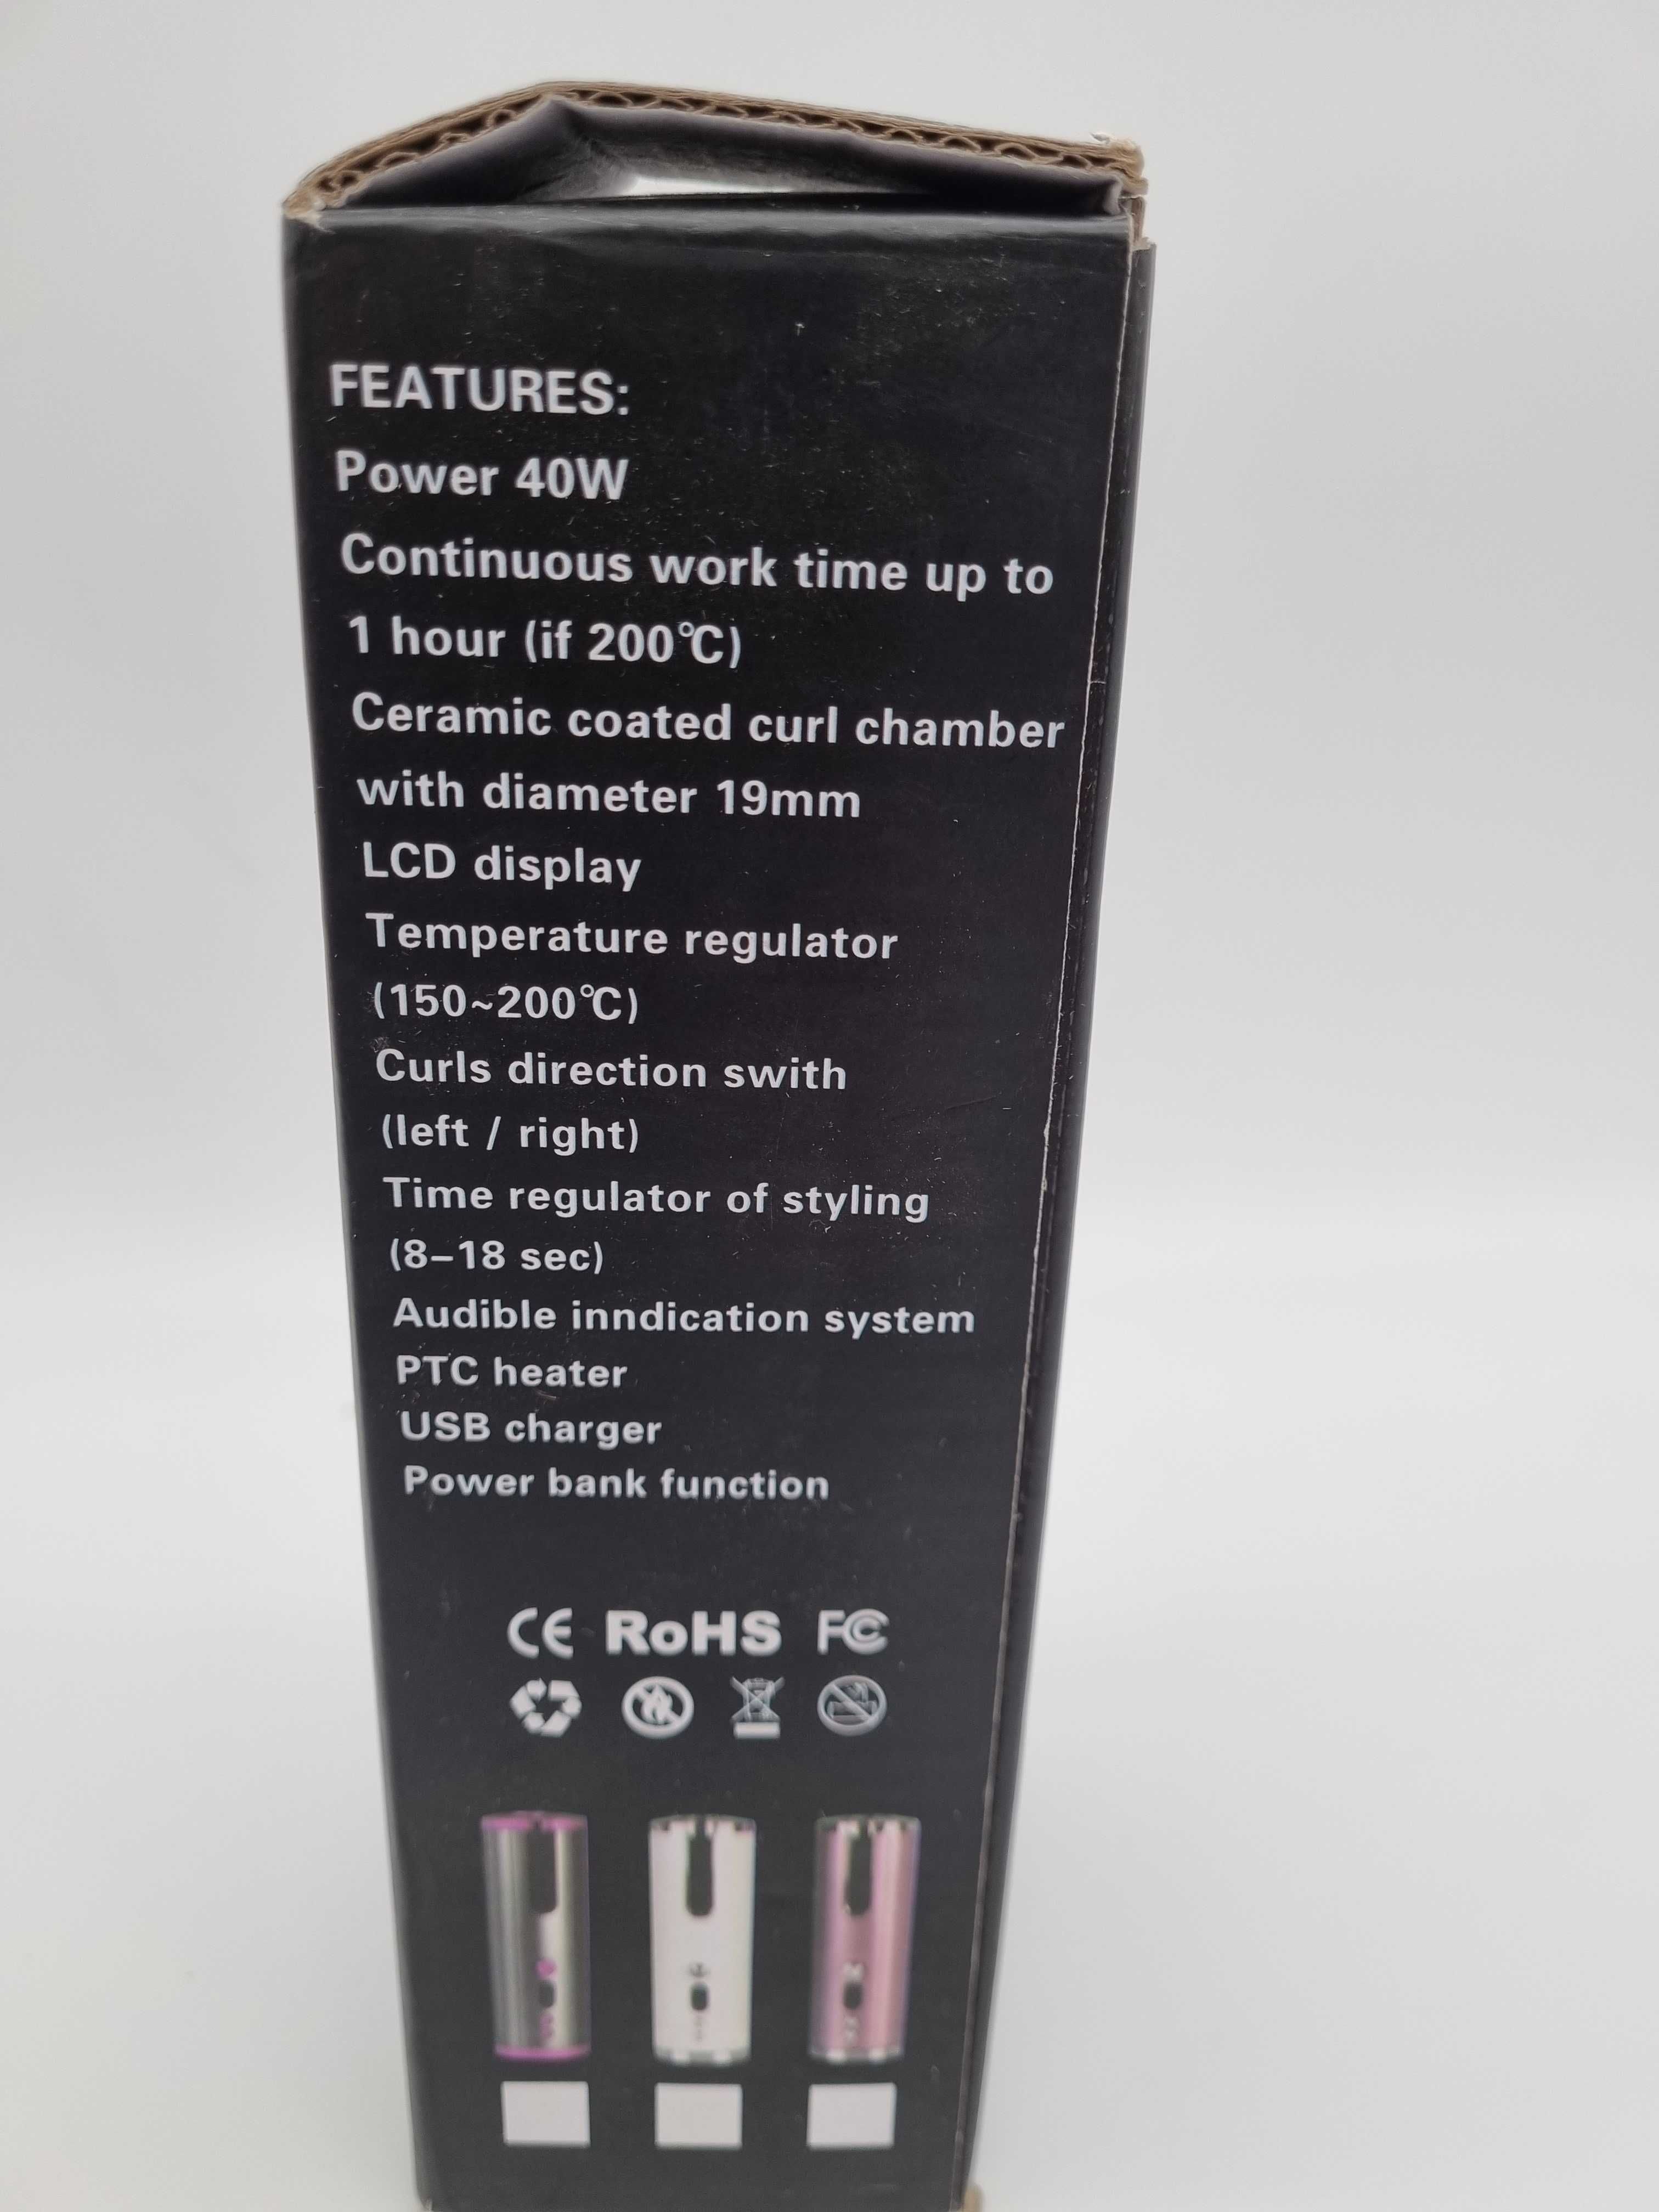 FEATURES:
Power 40W
Continuous work time up to
1 hour (if 200℃)
Ceramic coated curl chamber
with diameter 19mm
LCD display
Temperature regulator
(150~200℃)
Curls direction swith
(left / right)
Time regulator of styling
(8–18 sec)
Audible inndication system
PTC heater
USB charger
Power bank function
CE RoHS FC